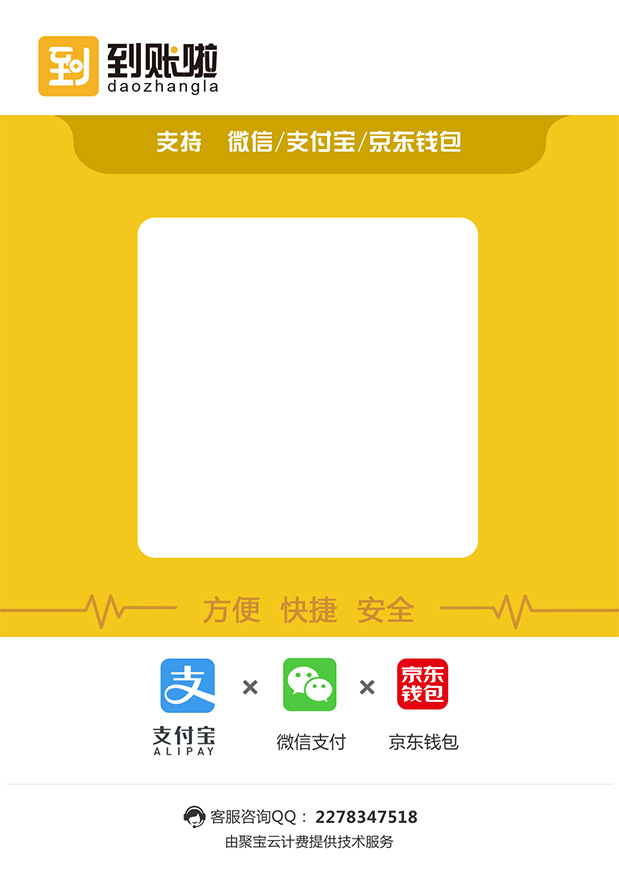 到
到账啦
daozhangla
支持 微信/支付宝/京东钱包
方便 快捷 安全
支 × × 京东钱包
支付宝 微信支付 京东钱包
ALIPAY
客服咨询QQ：2278347518
由聚宝云计费提供技术服务